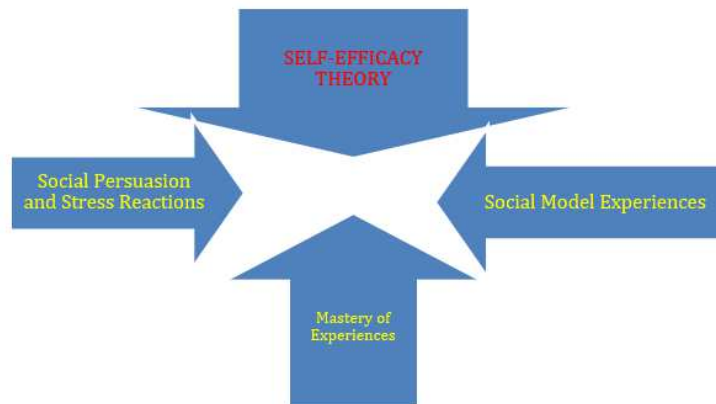 SELF-EFFICACY
THEORY
Social Persuasion
and Stress Reactions
Social Model Experiences
Mastery of
Experiences